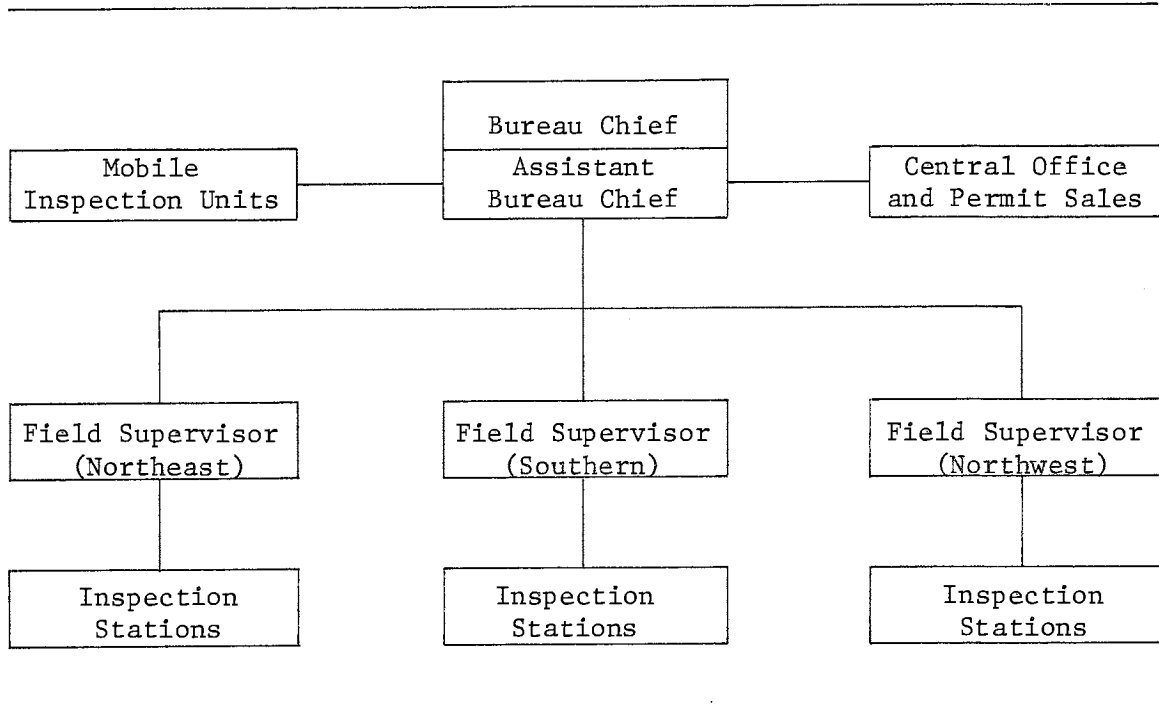 Bureau Chief
Mobile
Inspection Units
Assistant
Bureau Chief
Central Office
and Permit Sales
Field Supervisor
(Northeast)
Field Supervisor
(Southern)
Field Supervisor
(Northwest)
Inspection
Stations
Inspection
Stations
Inspection
Stations